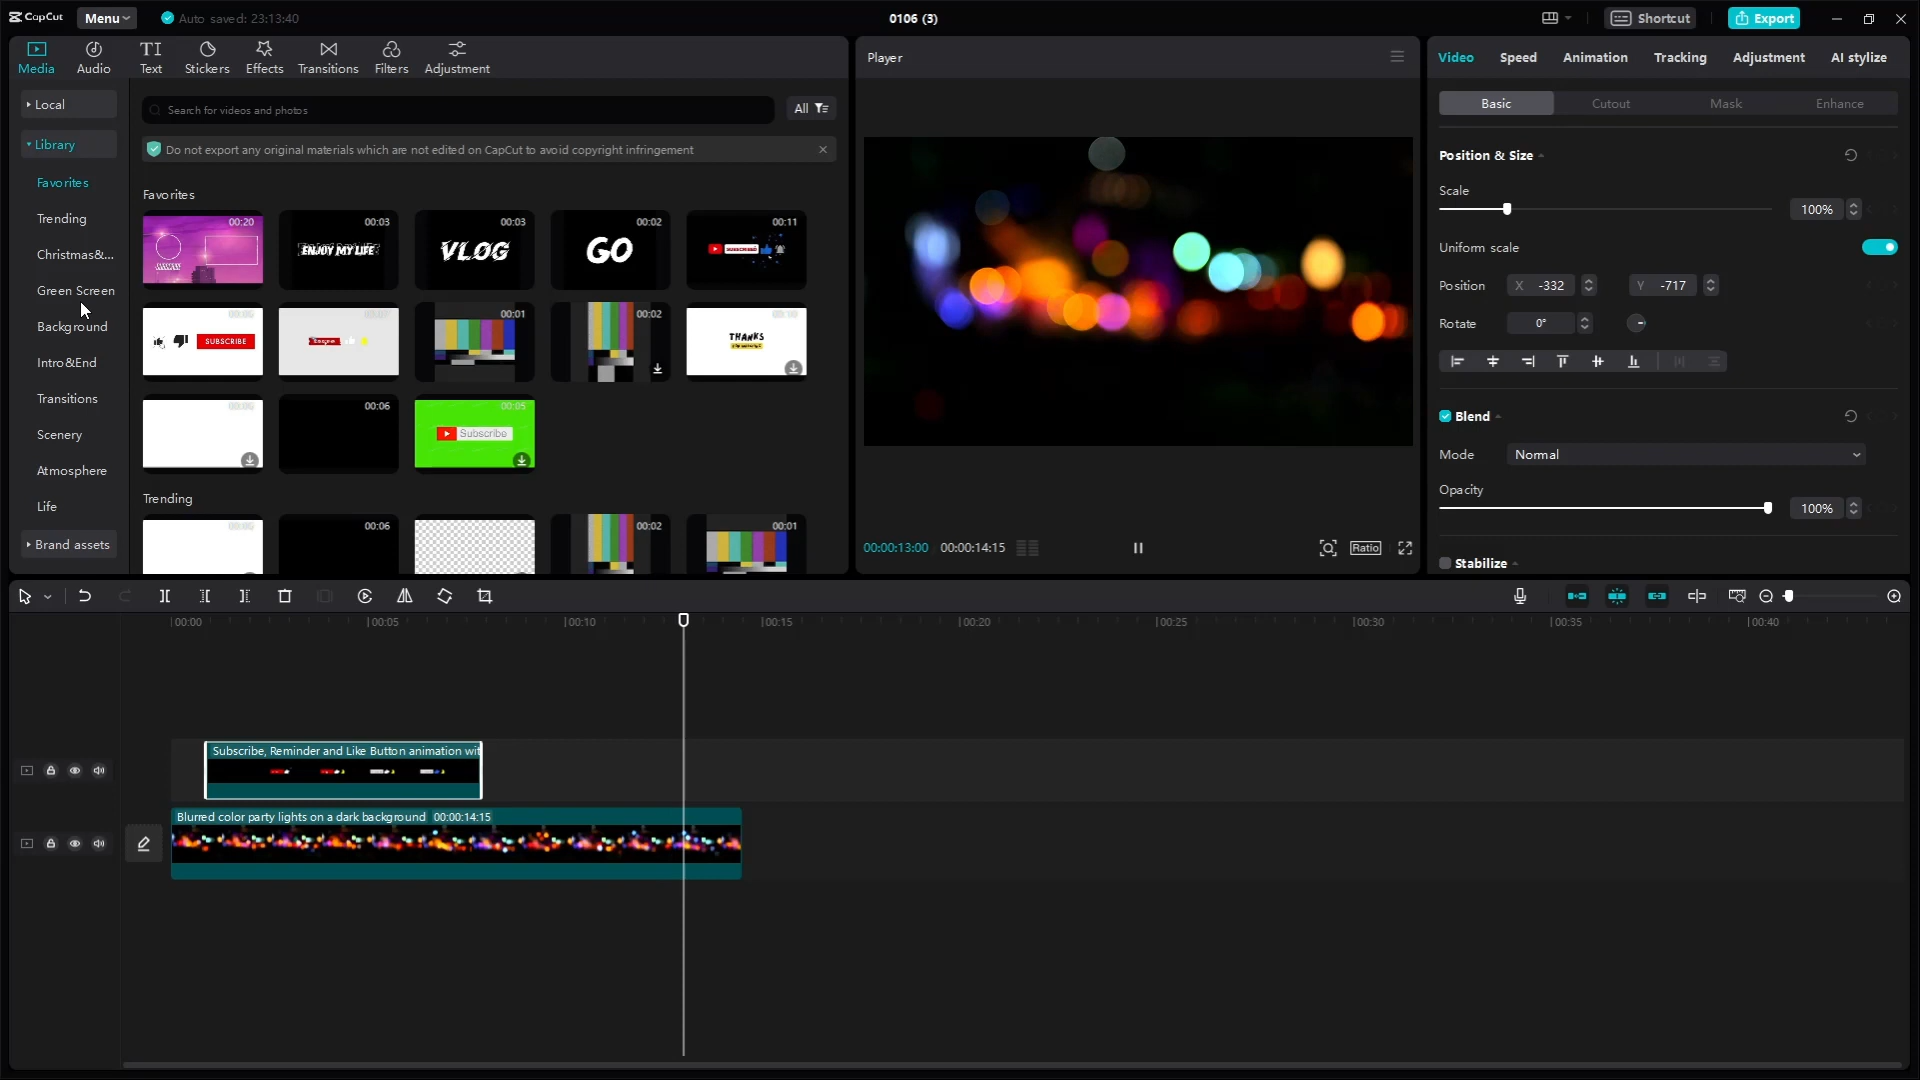 CapCut
Menu
Auto saved: 23:13:40
0106 (3)
Shortcut
Export
Media
Audio
TI
Text
Stickers
Effects
Transitions
Filters
Adjustment
Local
Library
Favorites
Trending
Christmas&...
Green Screen
Background
Intro&End
Transitions
Scenery
Atmosphere
Life
Brand assets
Search for videos and photos
All
Do not export any original materials which are not edited on CapCut to avoid copyright infringement
Favorites
00:20
00:03
ENJOY MY LIFE
00:03
VLOG
00:02
GO
00:11
SUBSCRIBE
SUBSCRIBE
00:01
00:02
THANKS
00:06
00:05
Subscribe
Trending
00:06
00:02
00:01
Player
00:00:13:00
00:00:14:15
Ratio
Video
Speed
Animation
Tracking
Adjustment
AI stylize
Basic
Cutout
Mask
Enhance
Position & Size
Scale
100%
Uniform scale
Position
X -332
Y -717
Rotate
0°
Blend
Mode
Normal
Opacity
100%
Stabilize
00:00
00:05
00:10
00:15
00:20
00:25
00:30
00:35
00:40
Subscribe, Reminder and Like Button animation wit
Blurred color party lights on a dark background 00:00:14:15